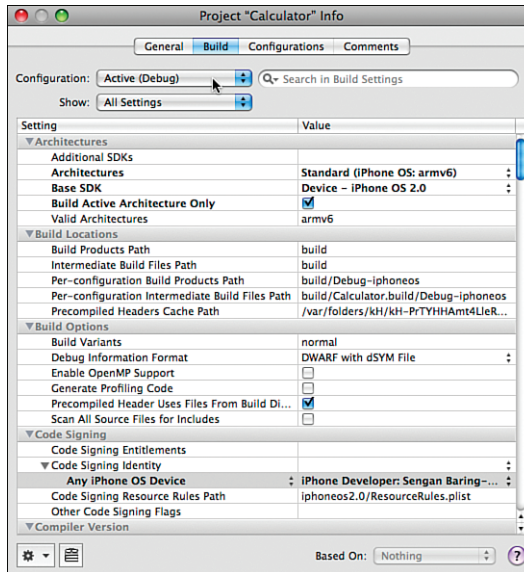 Project “Calculator” Info
General Build Configurations Comments
Configuration: Active (Debug) Search in Build Settings
Show: All Settings
Setting Value
Architectures
Additional SDKs
Architectures Standard (iPhone OS: armv6)
Base SDK Device – iPhone OS 2.0
Build Active Architecture Only
Valid Architectures armv6
Build Locations
Build Products Path build
Intermediate Build Files Path build
Per-configuration Build Products Path build/Debug-iphoneos
Per-configuration Intermediate Build Files Path build/Calculator.build/Debug-iphoneos
Precompiled Headers Cache Path /var/folders/kH/kH-PrTYHHAmt4LleR...
Build Options
Build Variants normal
Debug Information Format DWARF with dSYM File
Enable OpenMP Support
Generate Profiling Code
Precompiled Header Uses Files From Build Di...
Scan All Source Files for Includes
Code Signing
Code Signing Entitlements
Code Signing Identity
Any iPhone OS Device iPhone Developer: Sengan Baring-...
Code Signing Resource Rules Path iphoneos2.0/ResourceRules.plist
Other Code Signing Flags
Compiler Version
Based On: Nothing ?